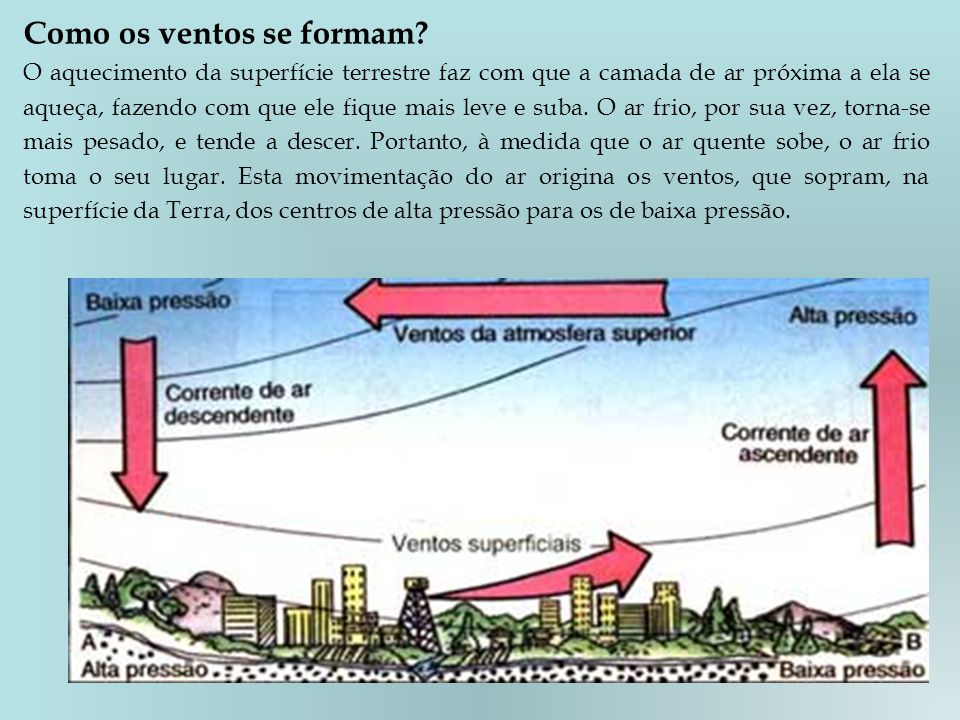 Como os ventos se formam?
O aquecimento da superfície terrestre faz com que a camada de ar próxima a ela se
aqueça, fazendo com que ele fique mais leve e suba. O ar frio, por sua vez, torna-se
mais pesado, e tende a descer. Portanto, à medida que o ar quente sobe, o ar frio
toma o seu lugar. Esta movimentação do ar origina os ventos, que sopram, na
superfície da Terra, dos centros de alta pressão para os de baixa pressão.
Baixa pressão
Ventos da atmosfera superior
Alta pressão
Corrente de ar
descendente
Corrente de ar
ascendente
Ventos superficiais
A
B
Alta pressão
Baixa pressão